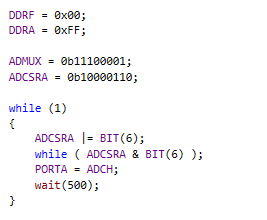 DDRF = 0x00;
DDRA = 0xFF;
ADMUX = 0b11100001;
ADCSRA = 0b10000110;
while (1)
{
ADCSRA |= BIT(6);
while ( ADCSRA & BIT(6) );
PORTA = ADCH;
wait(500);
}